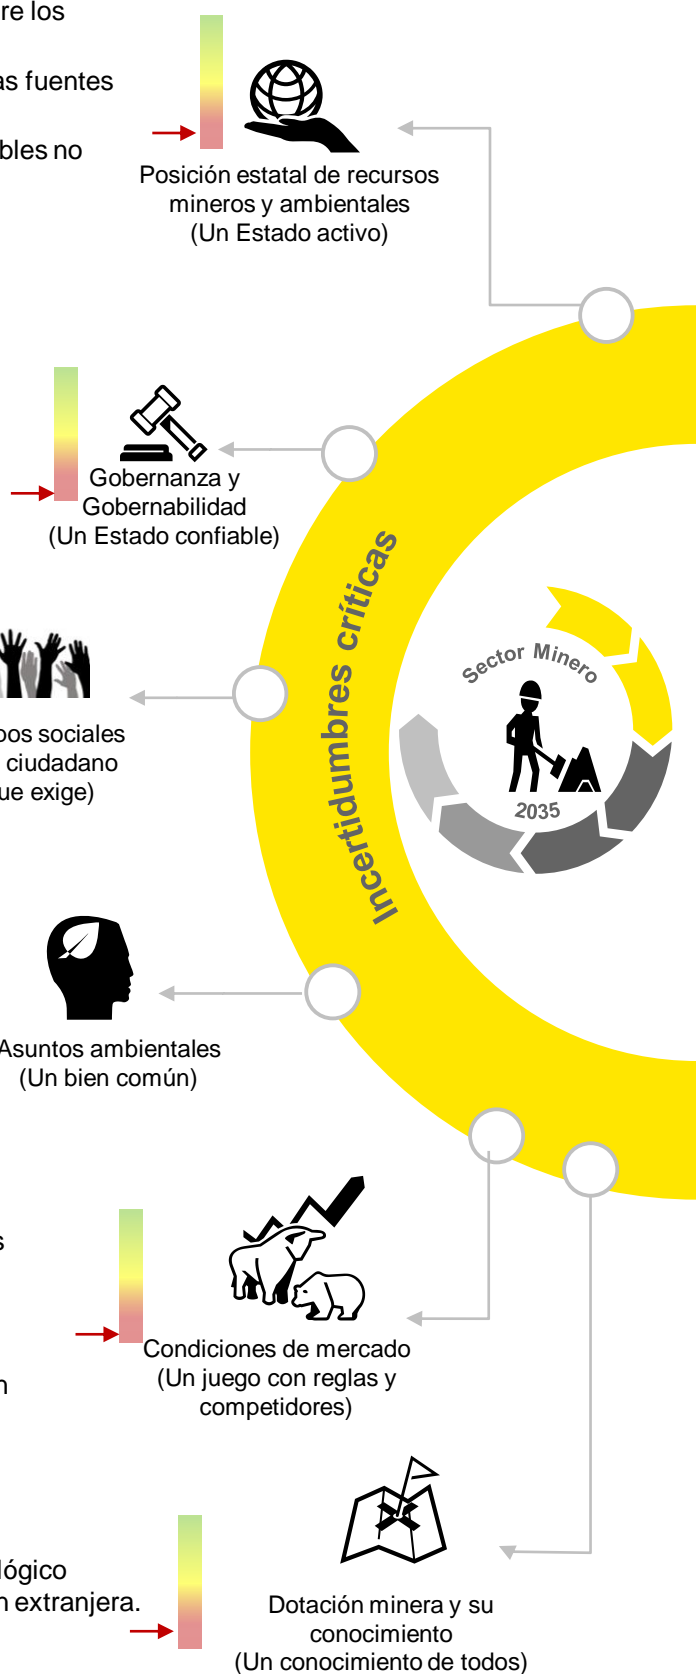 re los
as fuentes
bles no
Posición estatal de recursos
mineros y ambientales
(Un Estado activo)
Gobernanza y
Gobernabilidad
(Un Estado confiable)
Incertidumbres críticas
Sector Minero
2035
pos sociales
ciudadano
ue exige)
Asuntos ambientales
(Un bien común)
s
Condiciones de mercado
(Un juego con reglas y
competidores)
n
lógico
n extranjera.
Dotación minera y su
conocimiento
(Un conocimiento de todos)